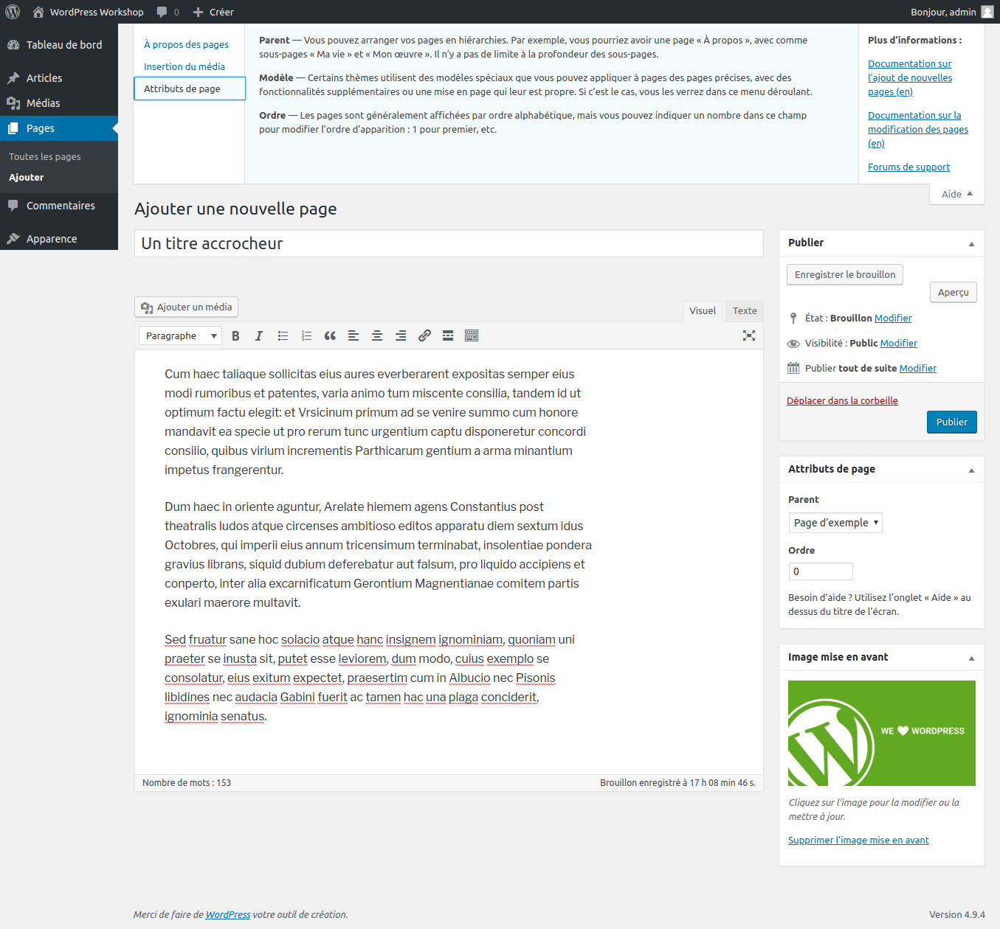 WordPress Workshop 0 Créer Bonjour, admin
Tableau de bord
Articles
Médias
Pages
Toutes les pages
Ajouter
Commentaires
Apparence
À propos des pages
Insertion du média
Attributs de page
Parent — Vous pouvez arranger vos pages en hiérarchies. Par exemple, vous pourriez avoir une page « À propos », avec comme
sous-pages « Ma vie » et « Mon œuvre ». Il n’y a pas de limite à la profondeur des sous-pages.
Modèle — Certains thèmes utilisent des modèles spéciaux que vous pouvez appliquer à pages des pages précises, avec des
fonctionnalités supplémentaires ou une mise en page qui leur est propre. Si c’est le cas, vous les verrez dans ce menu déroulant.
Ordre — Les pages sont généralement affichées par ordre alphabétique, mais vous pouvez indiquer un nombre dans ce champ
pour modifier l’ordre d’apparition : 1 pour premier, etc.
Plus d’informations :
Documentation sur
l’ajout de nouvelles
pages (en)
Documentation sur la
modification des pages
(en)
Forums de support
Aide
Ajouter une nouvelle page
Un titre accrocheur
Ajouter un média
Visuel Texte
Paragraphe
Cum haec taliaque sollicitas eius aures everberarent expositas semper eius
modi rumoribus et patentes, varia animo tum miscente consilia, tandem id ut
optimum factu elegit: et Vrsicinum primum ad se venire summo cum honore
mandavit ea specie ut pro rerum tunc urgentium captu disponeretur concordi
consilio, quibus virium incrementis Parthicarum gentium a arma minantium
impetus frangerentur.
Dum haec in oriente aguntur, Arelate hiemem agens Constantius post
theatralis ludos atque circenses ambitioso editos apparatu diem sextum idus
Octobres, qui imperii eius annum tricensimum terminabat, insolentiae pondera
gravius librans, siquid dubium deferebatur aut falsum, pro liquido accipiens et
conperto, inter alia excarnificatum Gerontium Magnentianae comitem partis
exulari maerore multavit.
Sed fruatur sane hoc solacio atque hanc insignem ignominiam, quoniam uni
praeter se inusta sit, putet esse leviorem, dum modo, cuius exemplo se
consolatur, eius exitum expectet, praesertim cum in Albucio nec Pisonis
libidines nec audacia Gabini fuerit ac tamen hac una plaga conciderit,
ignominia senatus.
Nombre de mots : 153 Brouillon enregistré à 17 h 08 min 46 s.
Publier
Enregistrer le brouillon
Aperçu
État : Brouillon Modifier
Visibilité : Public Modifier
Publier tout de suite Modifier
Déplacer dans la corbeille
Publier
Attributs de page
Parent
Page d’exemple
Ordre
0
Besoin d’aide ? Utilisez l’onglet « Aide » au
dessus du titre de l’écran.
Image mise en avant
WE WORDPRESS
Cliquez sur l’image pour la modifier ou la
mettre à jour.
Supprimer l’image mise en avant
Merci de faire de WordPress votre outil de création. Version 4.9.4